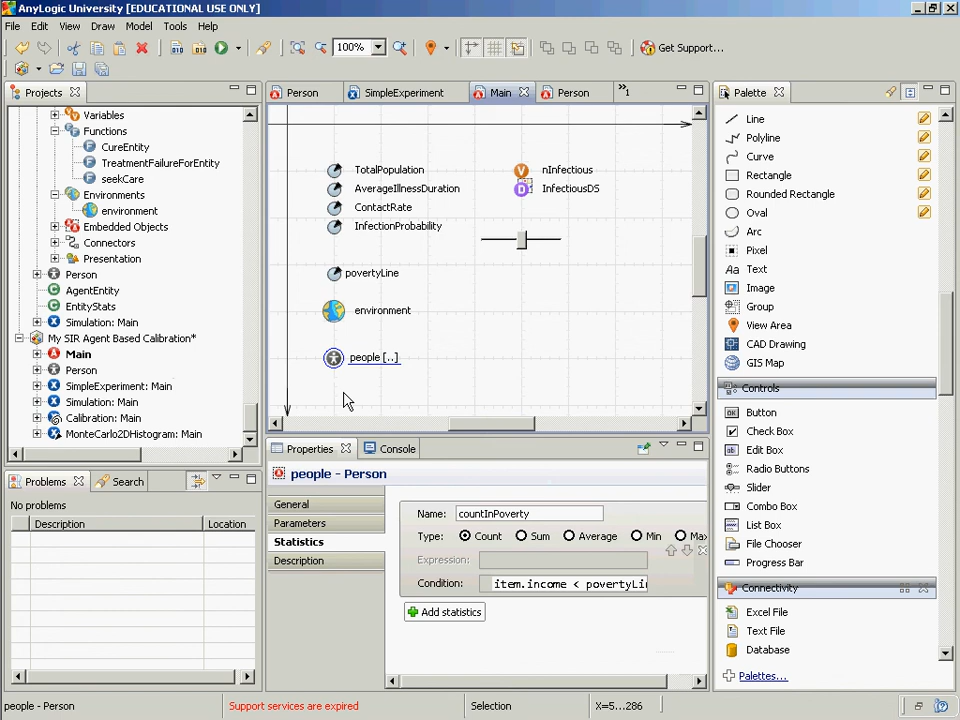 AnyLogic University [EDUCATIONAL USE ONLY]
File Edit View Draw Model Tools Help
100% Get Support...
Projects
Variables
Functions
CureEntity
TreatmentFailureForEntity
seekCare
Environments
environment
Embedded Objects
Connectors
Presentation
Person
AgentEntity
EntityStats
Simulation: Main
My SIR Agent Based Calibration*
Main
Person
SimpleExperiment: Main
Simulation: Main
Calibration: Main
MonteCarlo2DHistogram: Main
Problems Search
No problems
Description Location
Person SimpleExperiment Main Person »1
TotalPopulation
AverageIllnessDuration
ContactRate
InfectionProbability
povertyLine
environment
people [..]
V nInfectious
D InfectiousDS
Properties Console
people - Person
General
Parameters
Statistics
Description
Name: countInPoverty
Type: Count Sum Average Min Max
Expression:
Condition: item.income < povertyLin
Add statistics
Palette
Line
Polyline
Curve
Rectangle
Rounded Rectangle
Oval
Arc
Pixel
Aa Text
Image
Group
View Area
CAD Drawing
GIS Map
Controls
OK Button
Check Box
Edit Box
Radio Buttons
Slider
Combo Box
List Box
File Chooser
Progress Bar
Connectivity
Excel File
Text File
Database
Palettes...
people - Person Support services are expired Selection X=5...286